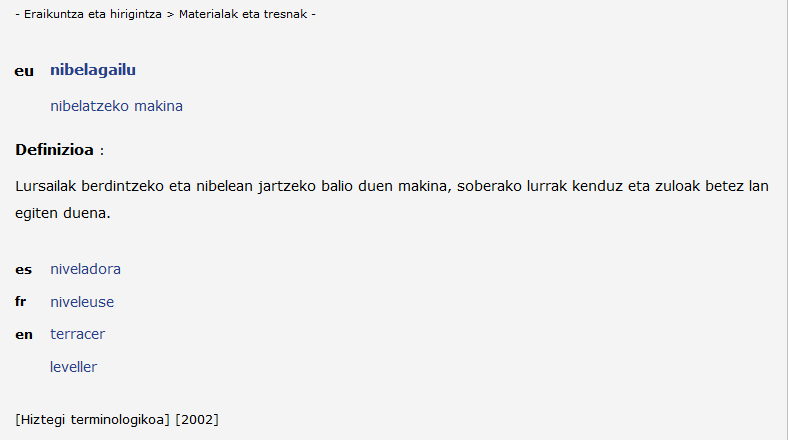 - Eraikuntza eta hirigintza > Materialak eta tresnak -
eu nibelagailu
nibelatzeko makina
Definizioa :
Lursailak berdintzeko eta nibelean jartzeko balio duen makina, soberako lurrak kenduz eta zuloak betez lan
egiten duena.
es niveladora
fr niveleuse
en terracer
leveller
[Hiztegi terminologikoa] [2002]